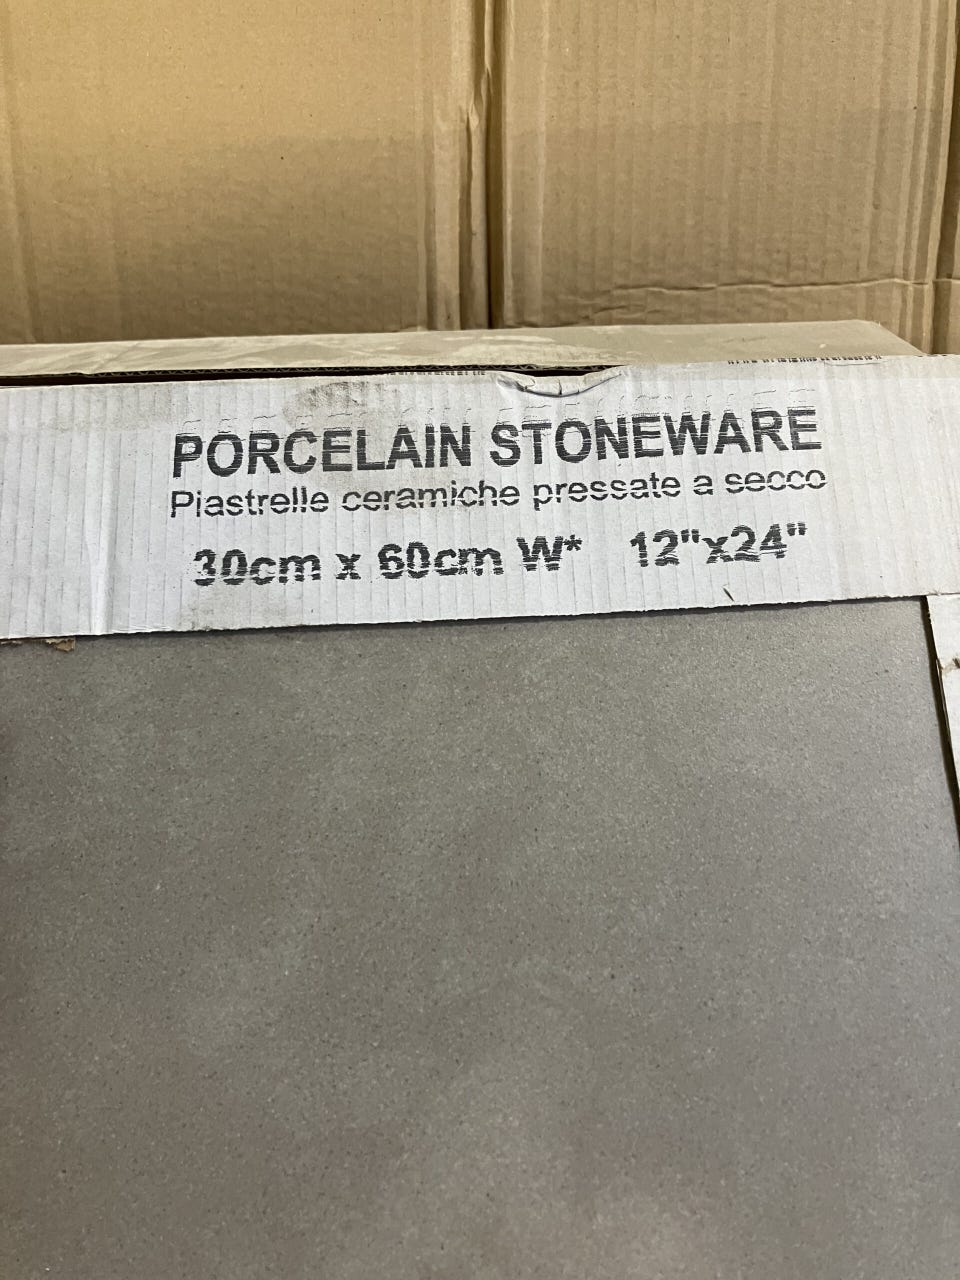 PORCELAIN STONEWARE
Piastrelle ceramiche pressate a secco
30cm x 60cm W* 12"x24"